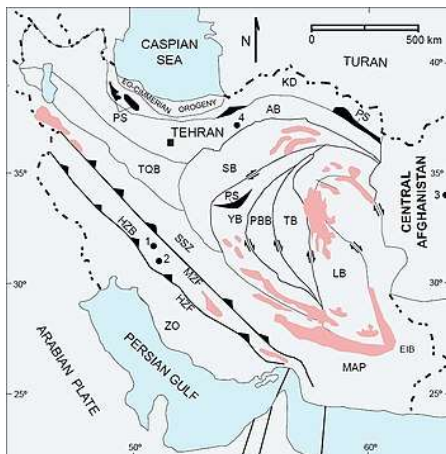 CASPIAN
SEA
N
0
500 km
TURAN
40°
KD
EO-CIMMERIAN OROGENY
PS
AB
PS
4
TEHRAN
35°
TQB
SB
PS
YB
PBB
TB
CENTRAL
AFGHANISTAN
35
HZB
1
2
SSZ
MZF
HZF
LB
30°
30°
ZO
EIB
MAP
ARABIAN PLATE
PERSIAN GULF
25°
25°
50°
60°